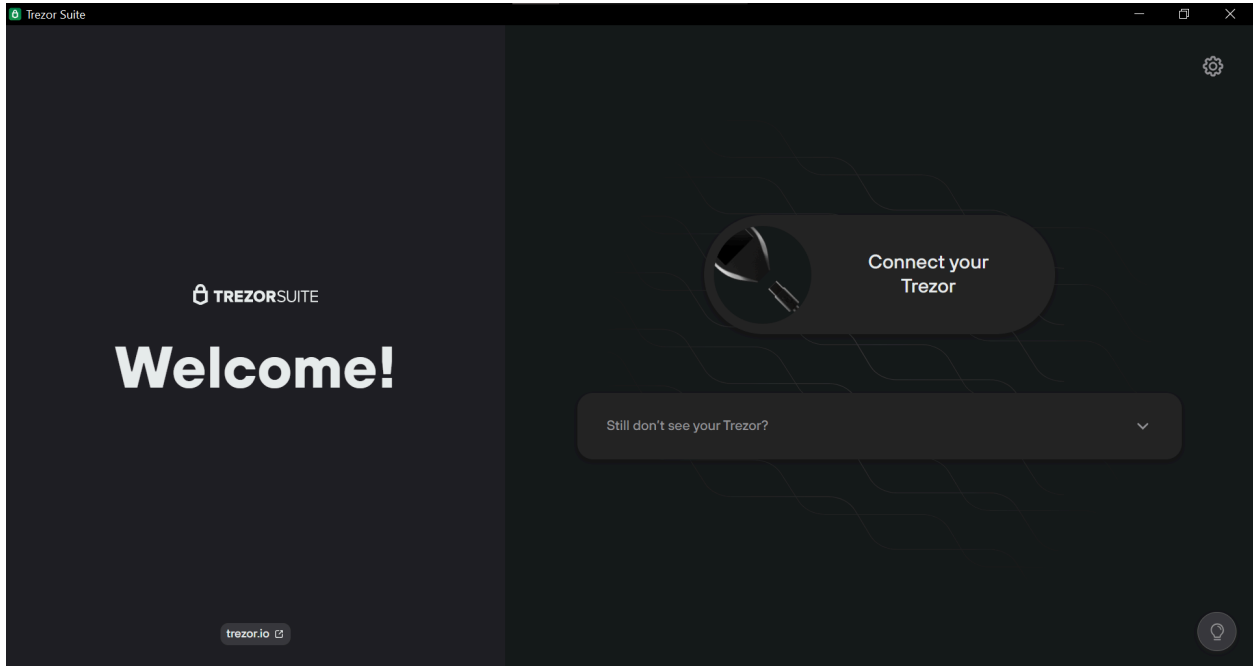 Trezor Suite
TREZORSUITE
Welcome!
trezor.io
Connect your
Trezor
Still don't see your Trezor?